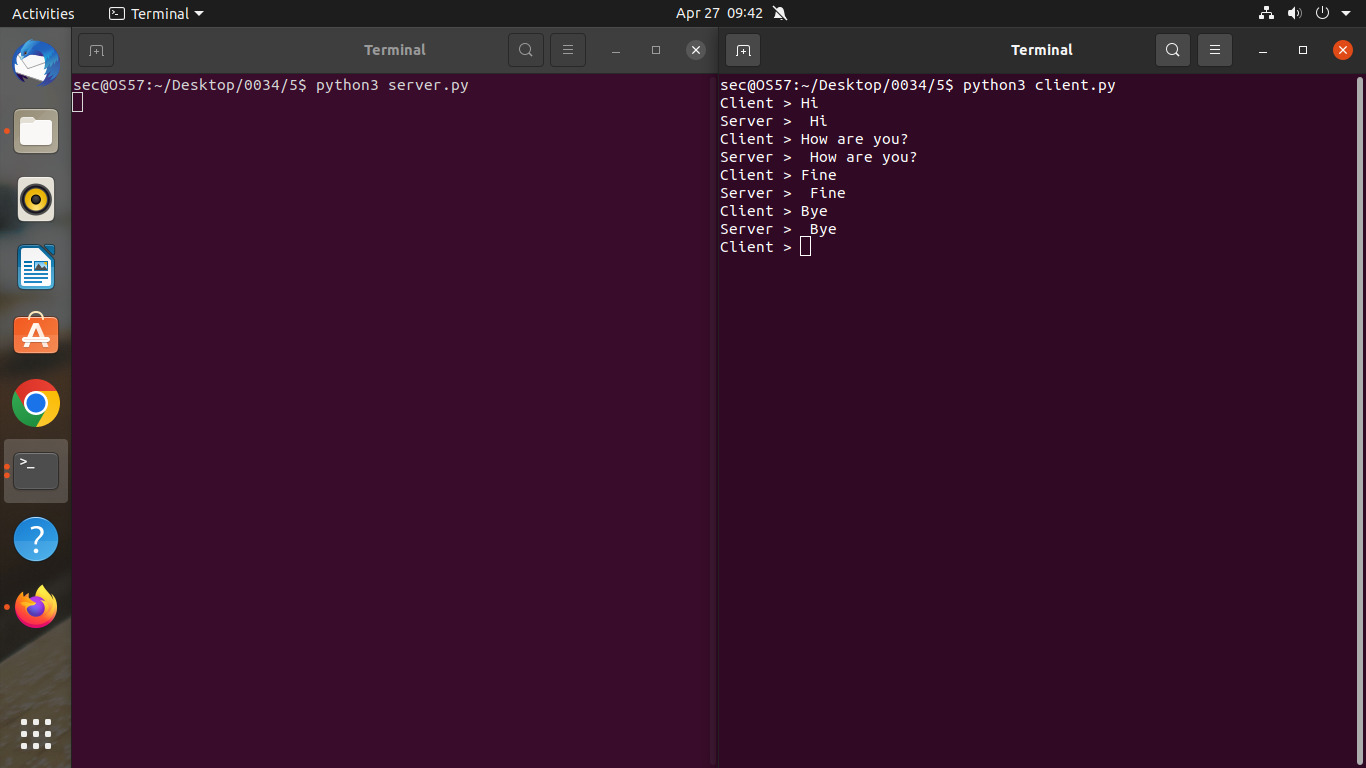 Activities
Terminal
Apr 27 09:42
Terminal
Terminal
sec@OS57:~/Desktop/0034/5$ python3 server.py
sec@OS57:~/Desktop/0034/5$ python3 client.py
Client > Hi
Server >  Hi
Client > How are you?
Server >  How are you?
Client > Fine
Server >  Fine
Client > Bye
Server >  Bye
Client >